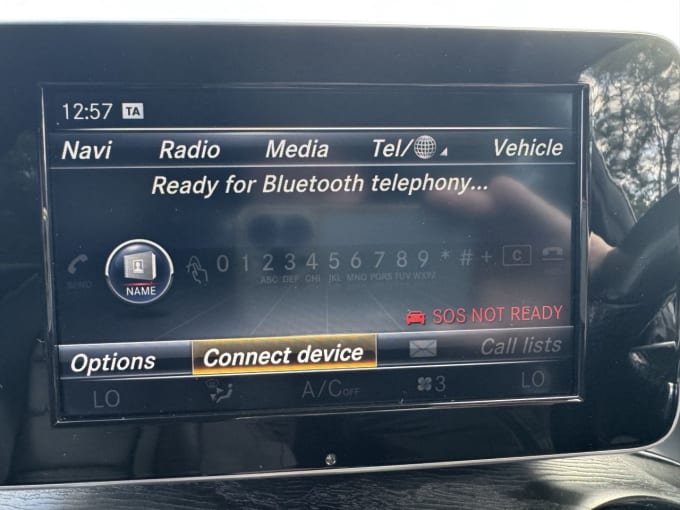 12:57 TA
Navi Radio Media Tel/ Vehicle
Ready for Bluetooth telephony...
0 1 2 3 4 5 6 7 8 9 * # + C
ABC DEF GHI JKL MNO PQRS TUV WXYZ
SEND
NAME
SOS NOT READY
Options Connect device Call lists
LO A/C OFF 3 LO